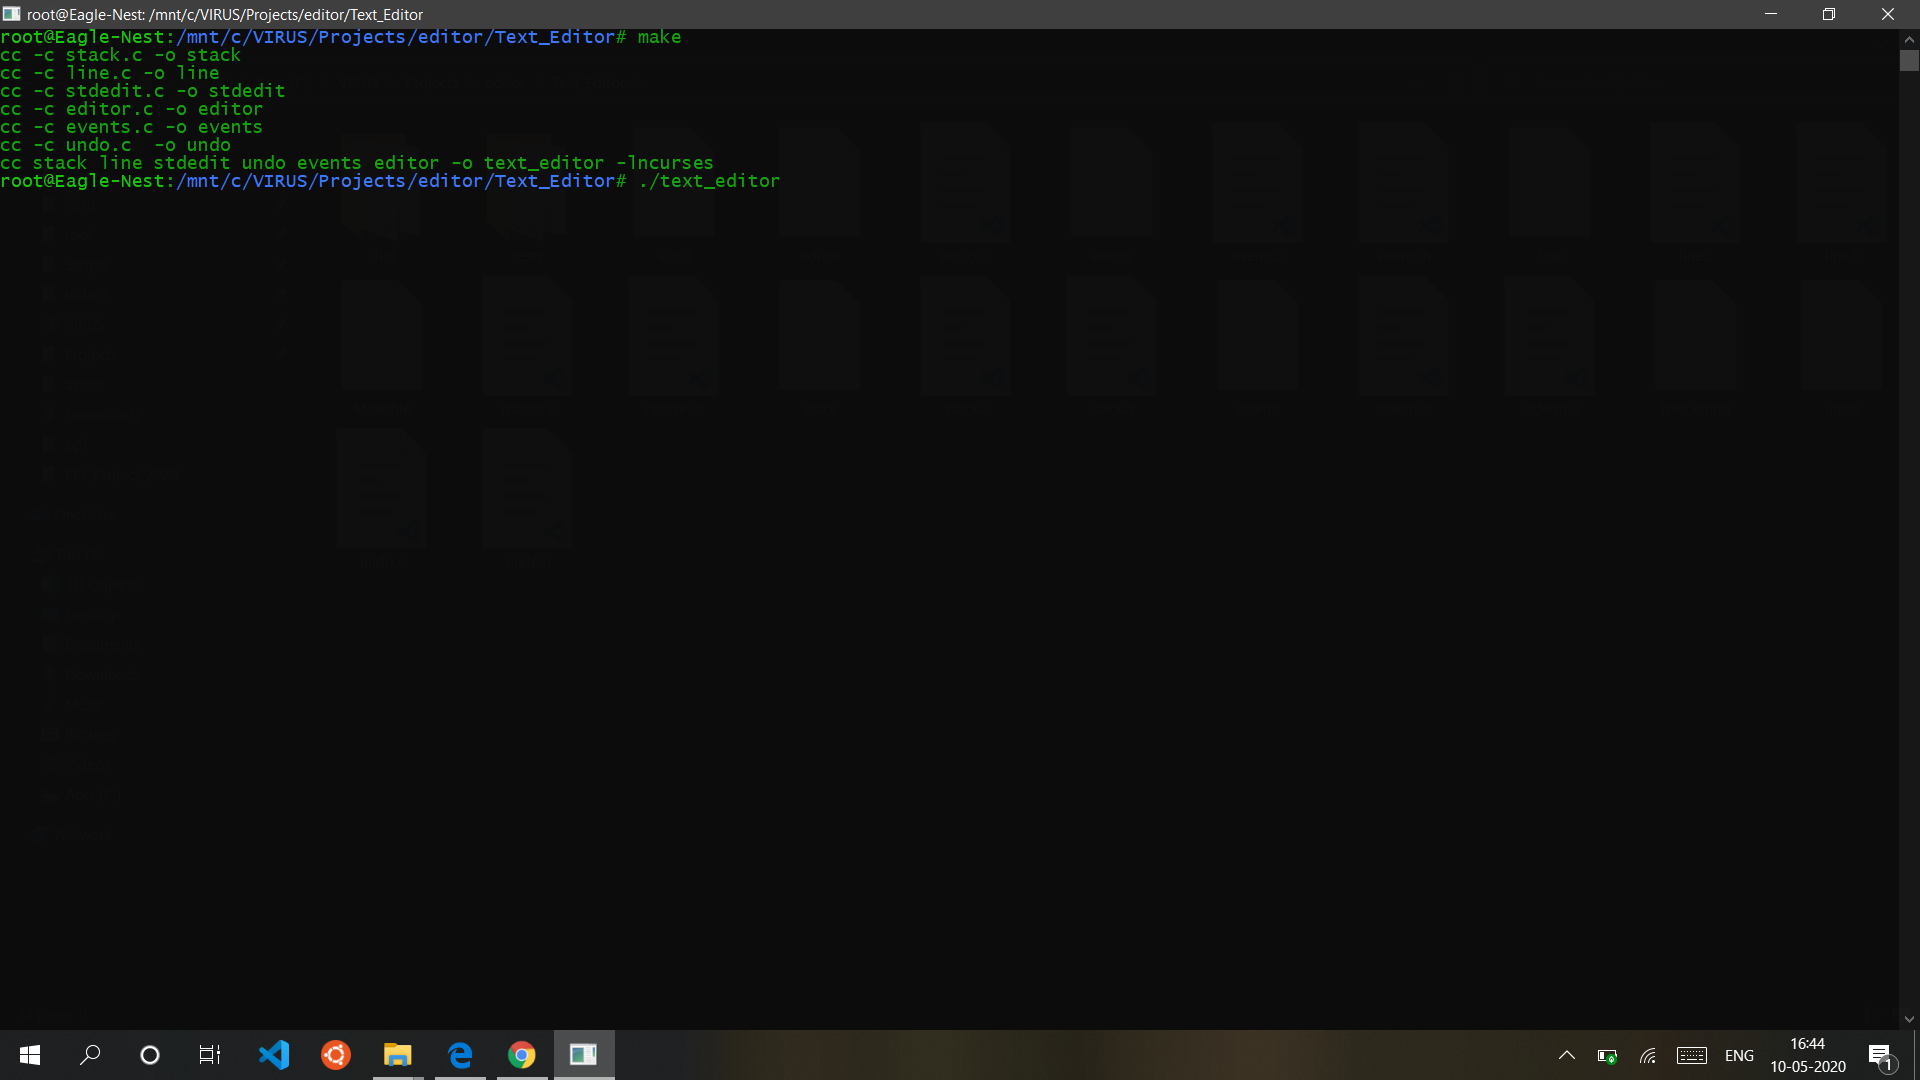 root@Eagle-Nest: /mnt/c/VIRUS/Projects/editor/Text_Editor
root@Eagle-Nest:/mnt/c/VIRUS/Projects/editor/Text_Editor# make
cc -c stack.c -o stack
cc -c line.c -o line
cc -c stdedit.c -o stdedit
cc -c editor.c -o editor
cc -c events.c -o events
cc -c undo.c  -o undo
cc stack line stdedit undo events editor -o text_editor -lncurses
root@Eagle-Nest:/mnt/c/VIRUS/Projects/editor/Text_Editor# ./text_editor
ENG
16:44
10-05-2020
1